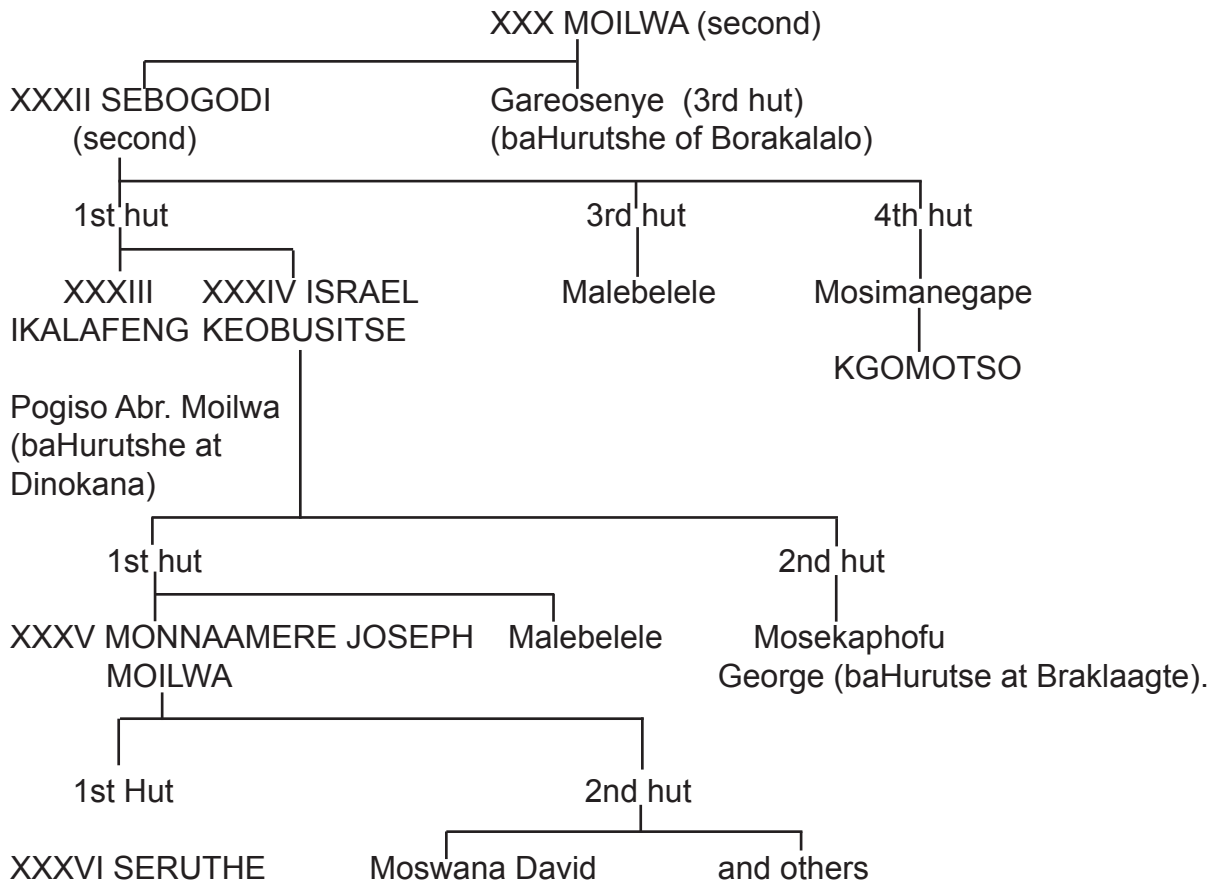 XXX MOILWA (second)
XXXII SEBOGODI
(second)
Gareosenye (3rd hut)
(baHurutshe of Borakalalo)
1st hut
3rd hut
4th hut
XXXIII
IKALAFENG
XXXIV ISRAEL
KEOBUSITSE
Malebelele
Mosimanegape
KGOMOTSO
Pogiso Abr. Moilwa
(baHurutshe at
Dinokana)
1st hut
2nd hut
XXXV MONNAAMERE JOSEPH
MOILWA
Malebelele
Mosekaphofu
George (baHurutse at Braklaagte).
1st Hut
2nd hut
XXXVI SERUTHE
Moswana David
and others